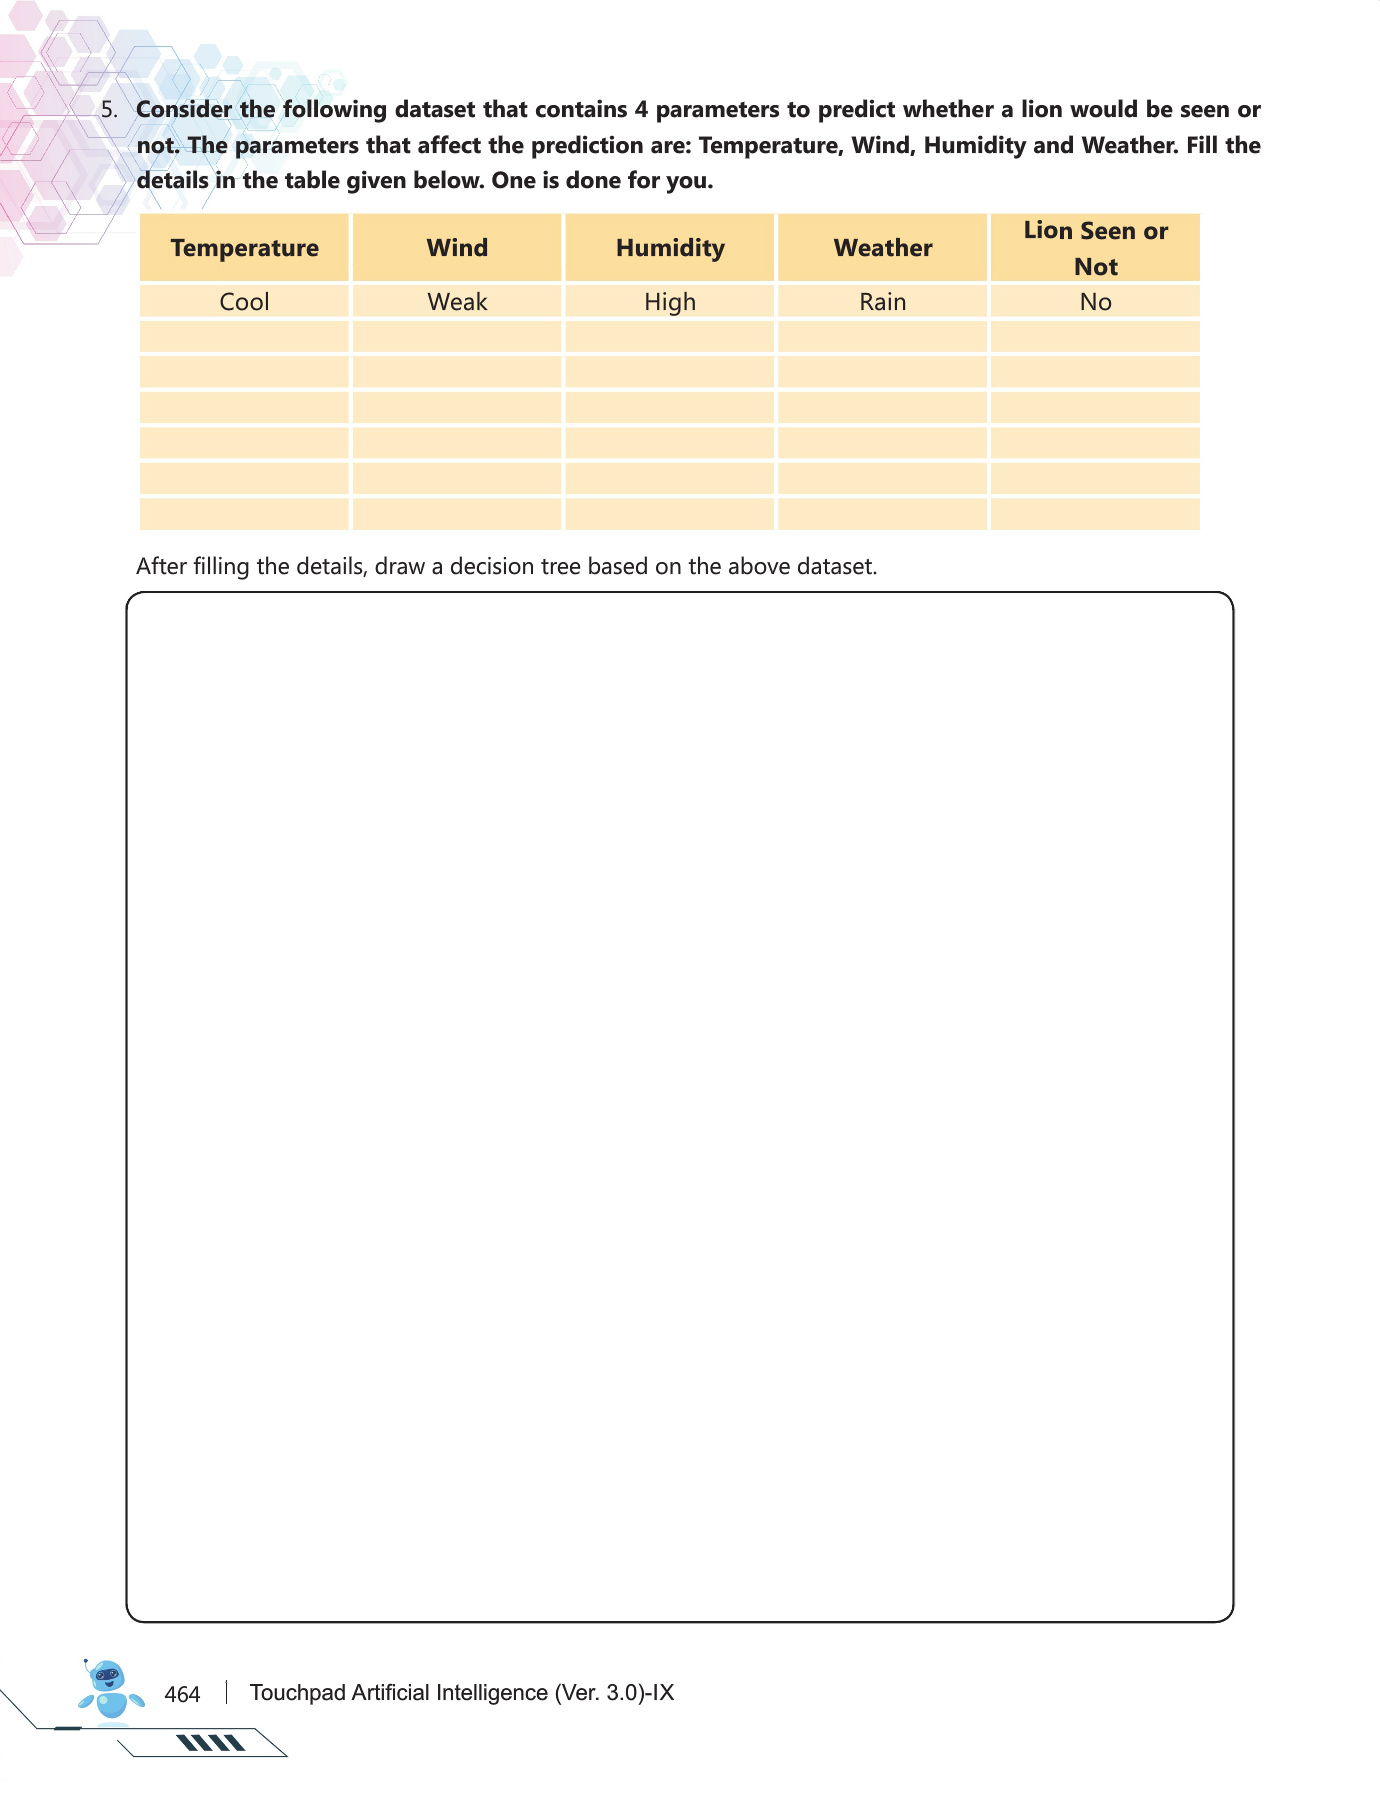 5. Consider the following dataset that contains 4 parameters to predict whether a lion would be seen or
not. The parameters that affect the prediction are: Temperature, Wind, Humidity and Weather. Fill the
details in the table given below. One is done for you.
Temperature Wind Humidity Weather Lion Seen or
Not
Cool Weak High Rain No
After filling the details, draw a decision tree based on the above dataset.
464 | Touchpad Artificial Intelligence (Ver. 3.0)-IX